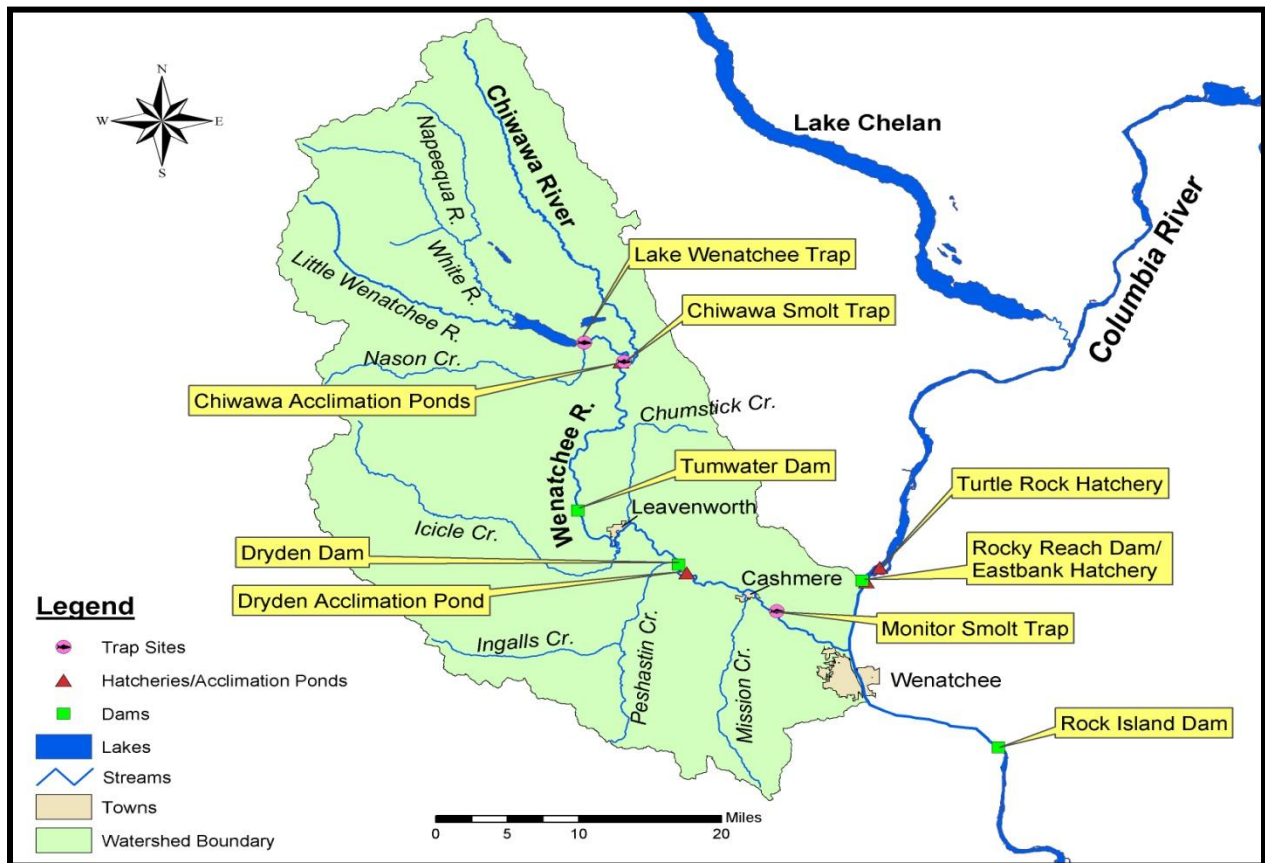 N
W
E
S
Chiwawa River
Napeequa R.
White R.
Little Wenatchee R.
Nason Cr.
Lake Chelan
Columbia River
Lake Wenatchee Trap
Chiwawa Smolt Trap
Chiwawa Acclimation Ponds
Wenatchee R.
Chumstick Cr.
Tumwater Dam
Leavenworth
Icicle Cr.
Dryden Dam
Dryden Acclimation Pond
Cashmere
Turtle Rock Hatchery
Rocky Reach Dam/
Eastbank Hatchery
Monitor Smolt Trap
Ingalls Cr.
Peshastin Cr.
Mission Cr.
Wenatchee
Rock Island Dam
Legend
Trap Sites
Hatcheries/Acclimation Ponds
Dams
Lakes
Streams
Towns
Watershed Boundary
Miles
0 5 10 20